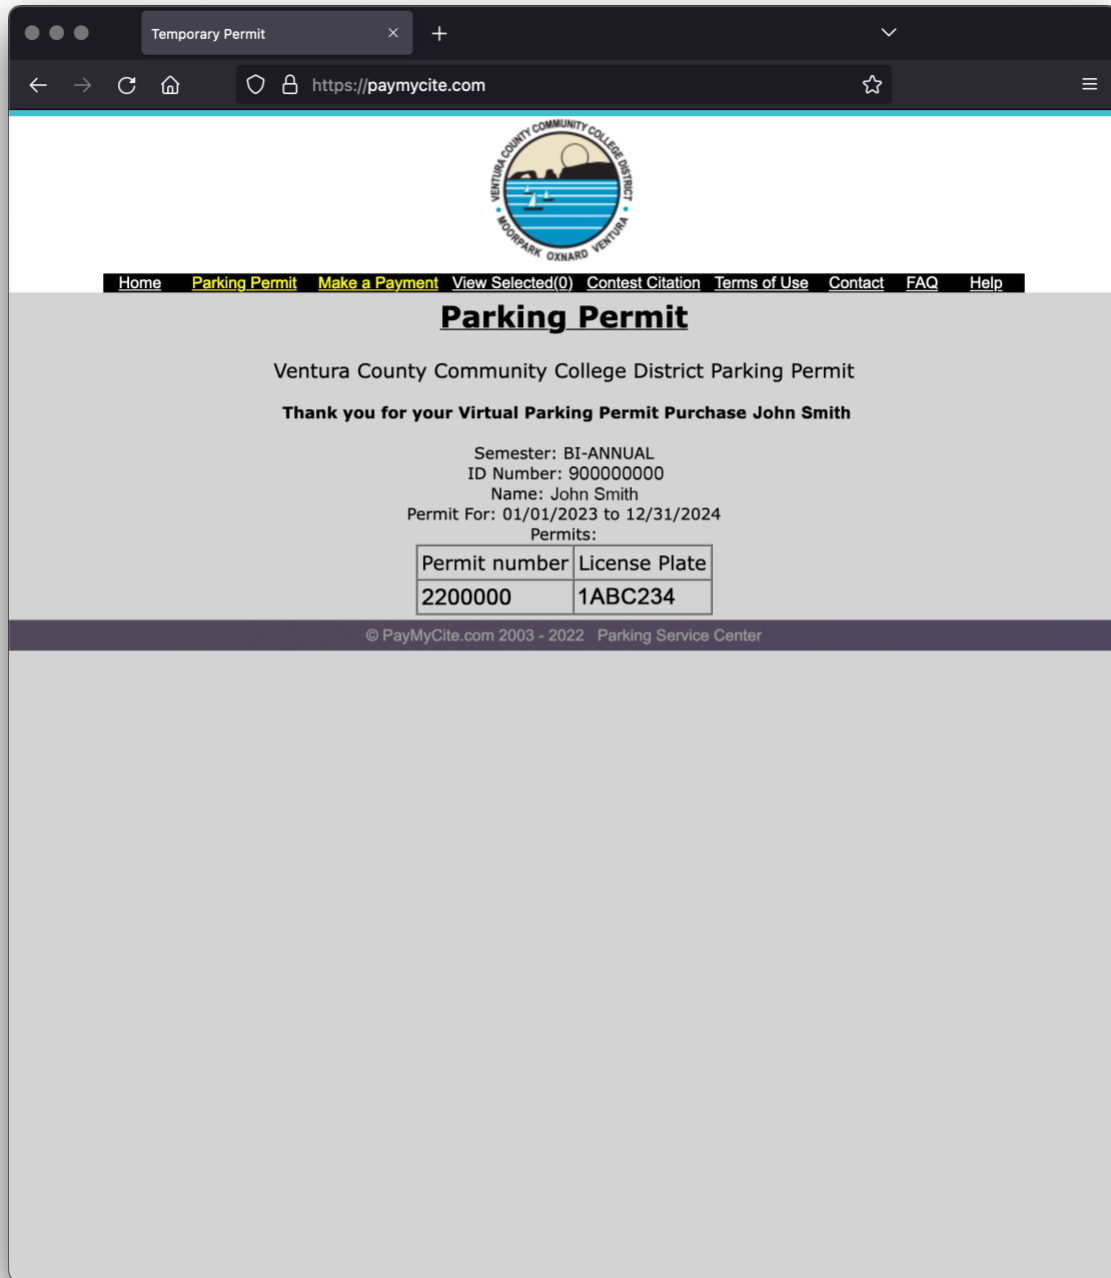 Temporary Permit
https://paymycite.com
VENTURA COUNTY COMMUNITY COLLEGE DISTRICT
• MOORPARK OXNARD VENTURA •
Home Parking Permit Make a Payment View Selected(0) Contest Citation Terms of Use Contact FAQ Help
Parking Permit
Ventura County Community College District Parking Permit
Thank you for your Virtual Parking Permit Purchase John Smith
Semester: BI-ANNUAL
ID Number: 900000000
Name: John Smith
Permit For: 01/01/2023 to 12/31/2024
Permits:
Permit number License Plate
2200000 1ABC234
© PayMyCite.com 2003 - 2022 Parking Service Center